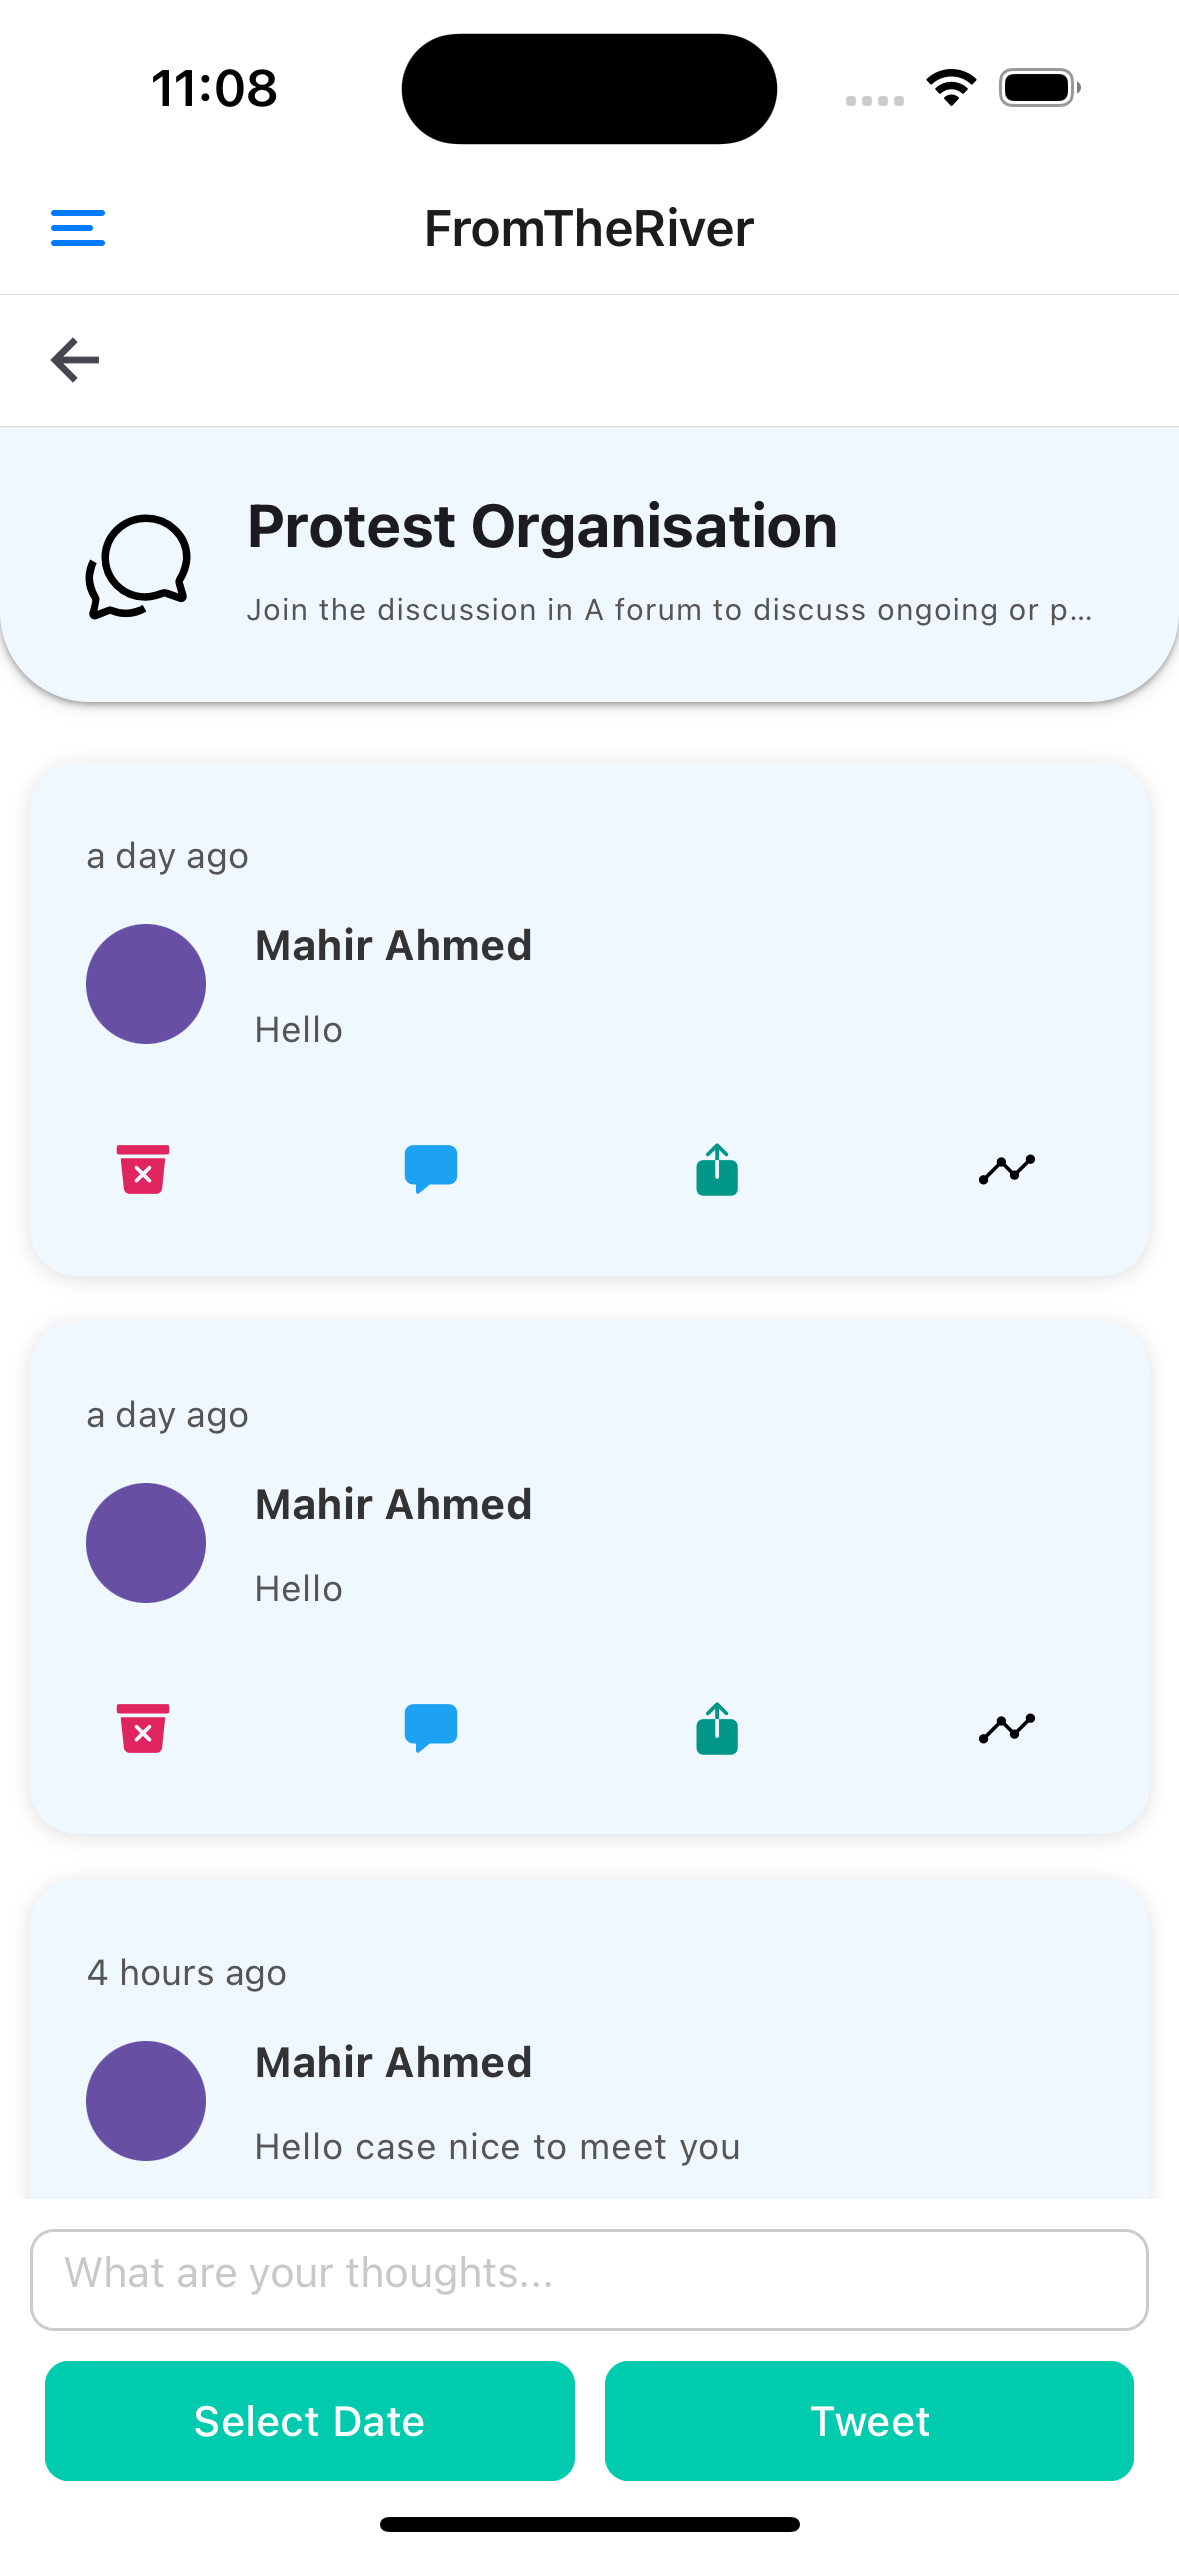 11:08
FromTheRiver
Protest Organisation
Join the discussion in A forum to discuss ongoing or p...
a day ago
Mahir Ahmed
Hello
a day ago
Mahir Ahmed
Hello
4 hours ago
Mahir Ahmed
Hello case nice to meet you
What are your thoughts...
Select Date
Tweet